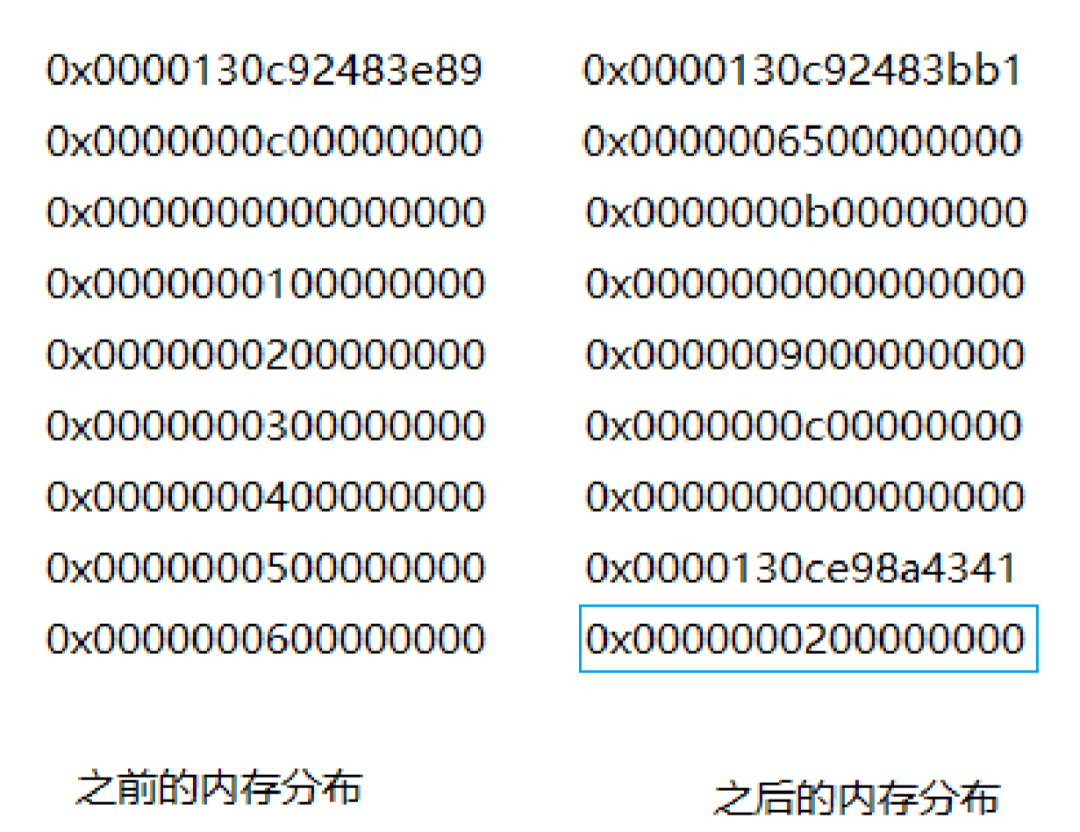 0x0000130c92483e89 0x0000130c92483bb1
0x0000000c00000000 0x0000006500000000
0x0000000000000000 0x0000000b00000000
0x0000000100000000 0x0000000000000000
0x0000000200000000 0x0000009000000000
0x0000000300000000 0x0000000c00000000
0x0000000400000000 0x0000000000000000
0x0000000500000000 0x0000130ce98a4341
0x0000000600000000 0x0000000200000000
之前的内存分布 之后的内存分布